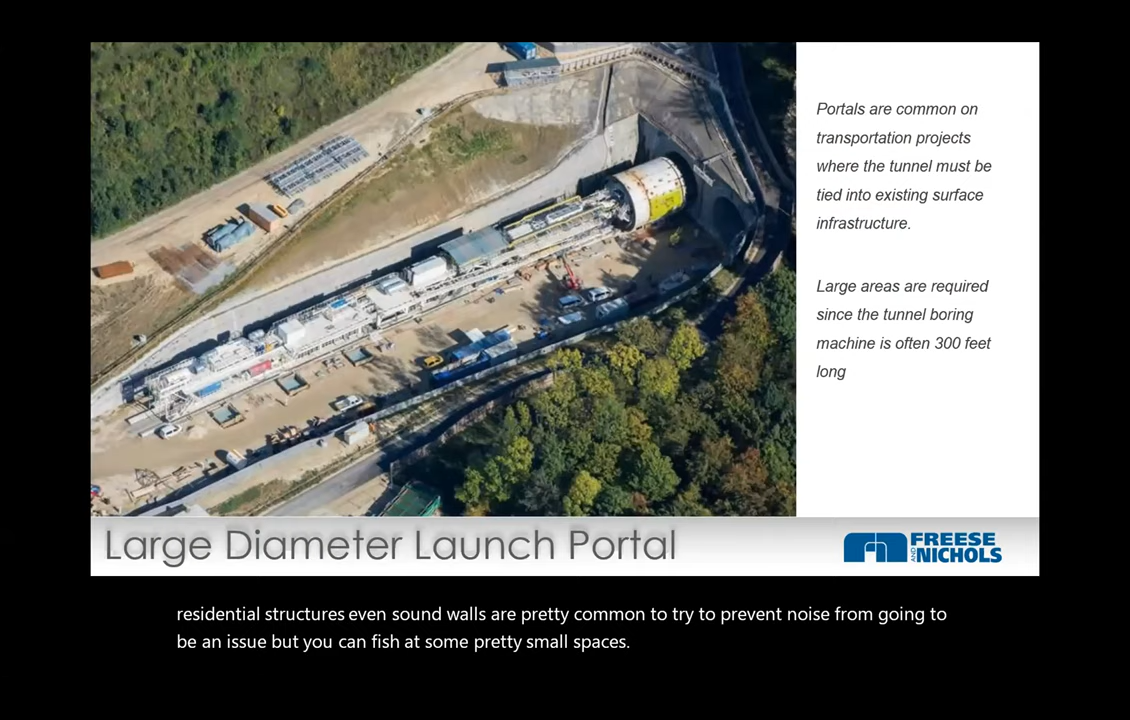 Portals are common on
transportation projects
where the tunnel must be
tied into existing surface
infrastructure.
Large areas are required
since the tunnel boring
machine is often 300 feet
long
Large Diameter Launch Portal
FREESE
AND NICHOLS
residential structures even sound walls are pretty common to try to prevent noise from going to
be an issue but you can fish at some pretty small spaces.